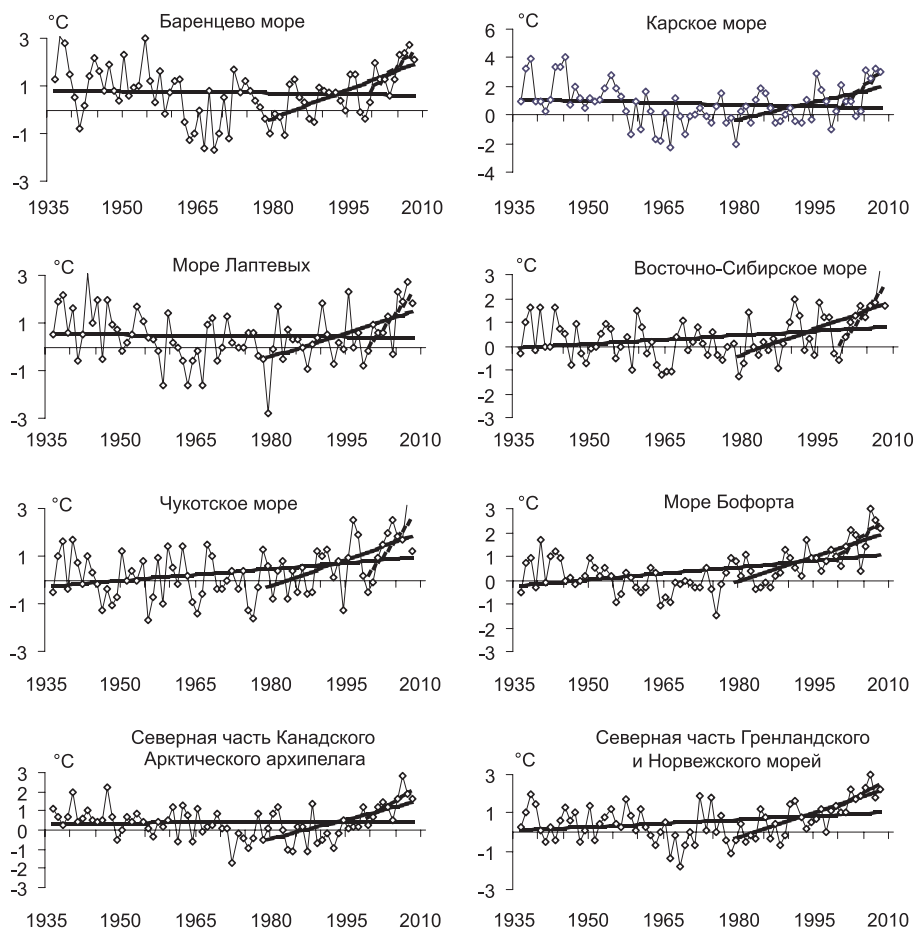 °C
Баренцево море
3
1
-1
-3
1935 1950 1965 1980 1995 2010
°C
Карское море
6
4
2
0
-2
-4
1935 1950 1965 1980 1995 2010
°C
Море Лаптевых
3
1
-1
-3
1935 1950 1965 1980 1995 2010
°C
Восточно-Сибирское море
3
2
1
0
-1
-2
-3
1935 1950 1965 1980 1995 2010
°C
Чукотское море
3
1
-1
-3
1935 1950 1965 1980 1995 2010
°C
Море Бофорта
3
2
1
0
-1
-2
-3
1935 1950 1965 1980 1995 2010
Северная часть Канадского
Арктического архипелага
°C
3
2
1
0
-1
-2
-3
1935 1950 1965 1980 1995 2010
Северная часть Гренландского
и Норвежского морей
°C
3
1
-1
-3
1935 1950 1965 1980 1995 2010